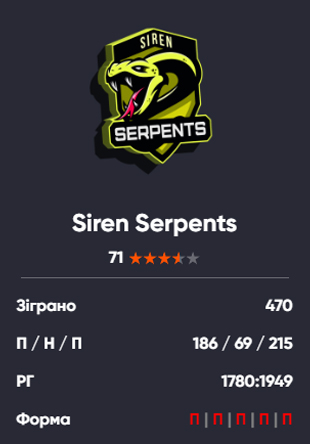 SIREN
SERPENTS
Siren Serpents
71
Зіграно 470
П / Н / П 186 / 69 / 215
РГ 1780:1949
Форма П | П | П | П | П